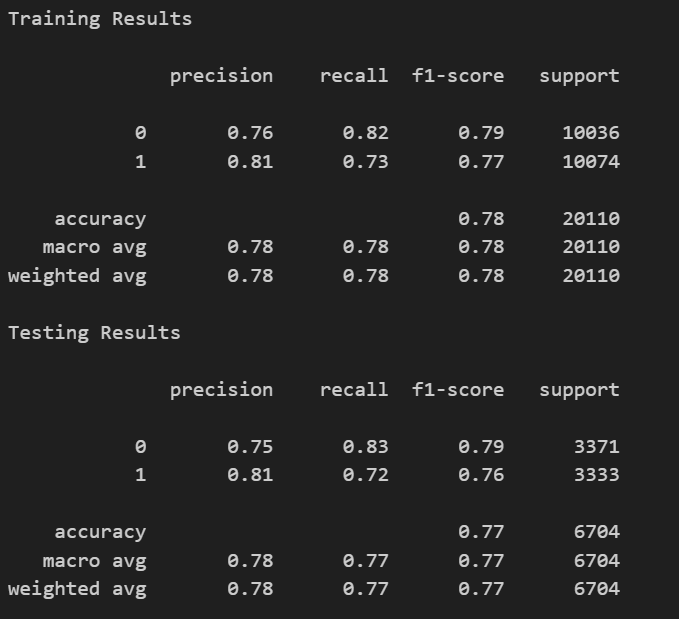 Training Results
precision recall f1-score support
0 0.76 0.82 0.79 10036
1 0.81 0.73 0.77 10074
accuracy 0.78 20110
macro avg 0.78 0.78 0.78 20110
weighted avg 0.78 0.78 0.78 20110
Testing Results
precision recall f1-score support
0 0.75 0.83 0.79 3371
1 0.81 0.72 0.76 3333
accuracy 0.77 6704
macro avg 0.78 0.77 0.77 6704
weighted avg 0.78 0.77 0.77 6704